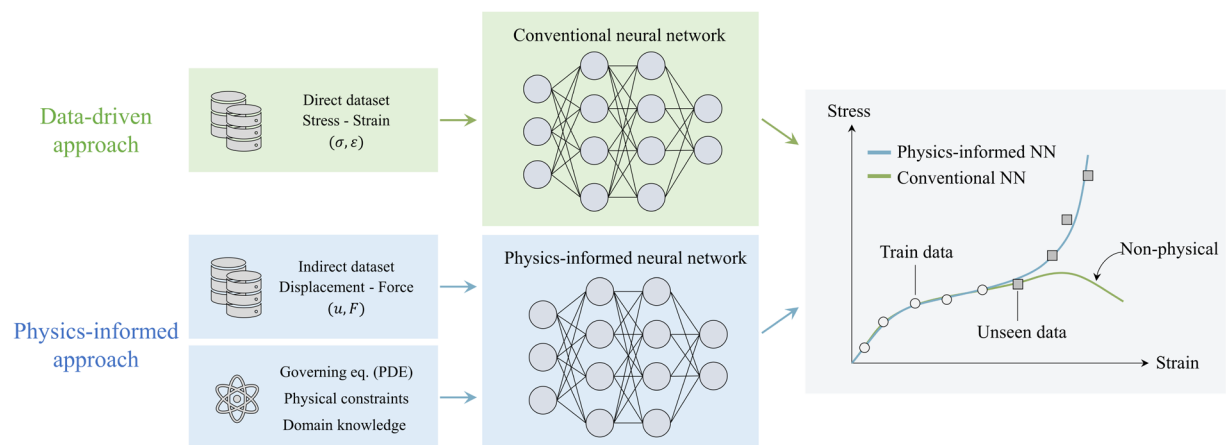 Data-driven
approach
Direct dataset
Stress - Strain
(σ, ε)
Conventional neural network
Physics-informed
approach
Indirect dataset
Displacement - Force
(u, F)
Governing eq. (PDE)
Physical constraints
Domain knowledge
Physics-informed neural network
Stress
Physics-informed NN
Conventional NN
Train data
Non-physical
Unseen data
Strain